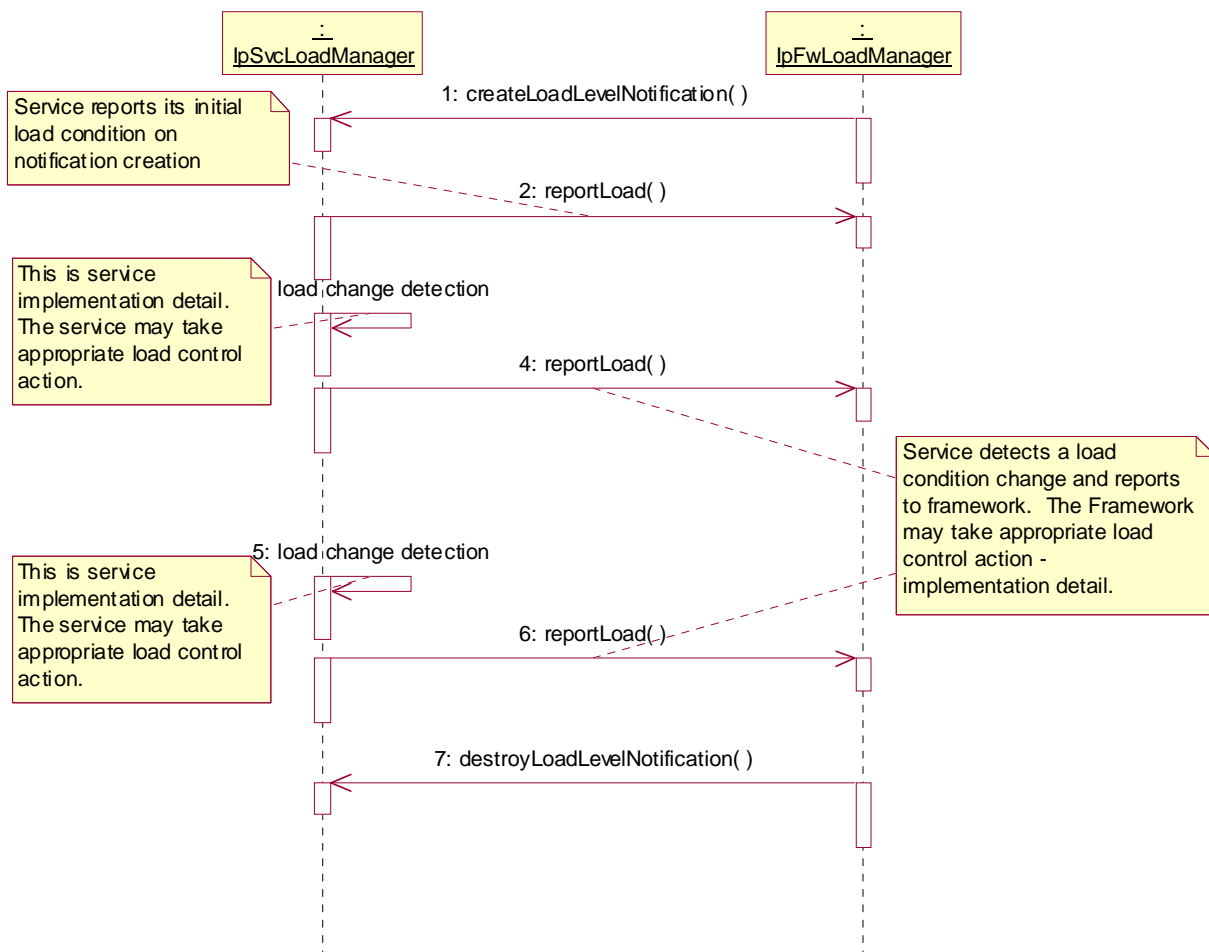 :
IpSvcLoadManager
:
IpFwLoadManager
1: createLoadLevelNotification( )
Service reports its initial
load condition on
notification creation
2: reportLoad( )
This is service
implementation detail.
The service may take
appropriate load control
action.
load change detection
4: reportLoad( )
Service detects a load
condition change and reports
to framework.  The Framework
may take appropriate load
control action -
implementation detail.
5: load change detection
This is service
implementation detail.
The service may take
appropriate load control
action.
6: reportLoad( )
7: destroyLoadLevelNotification( )